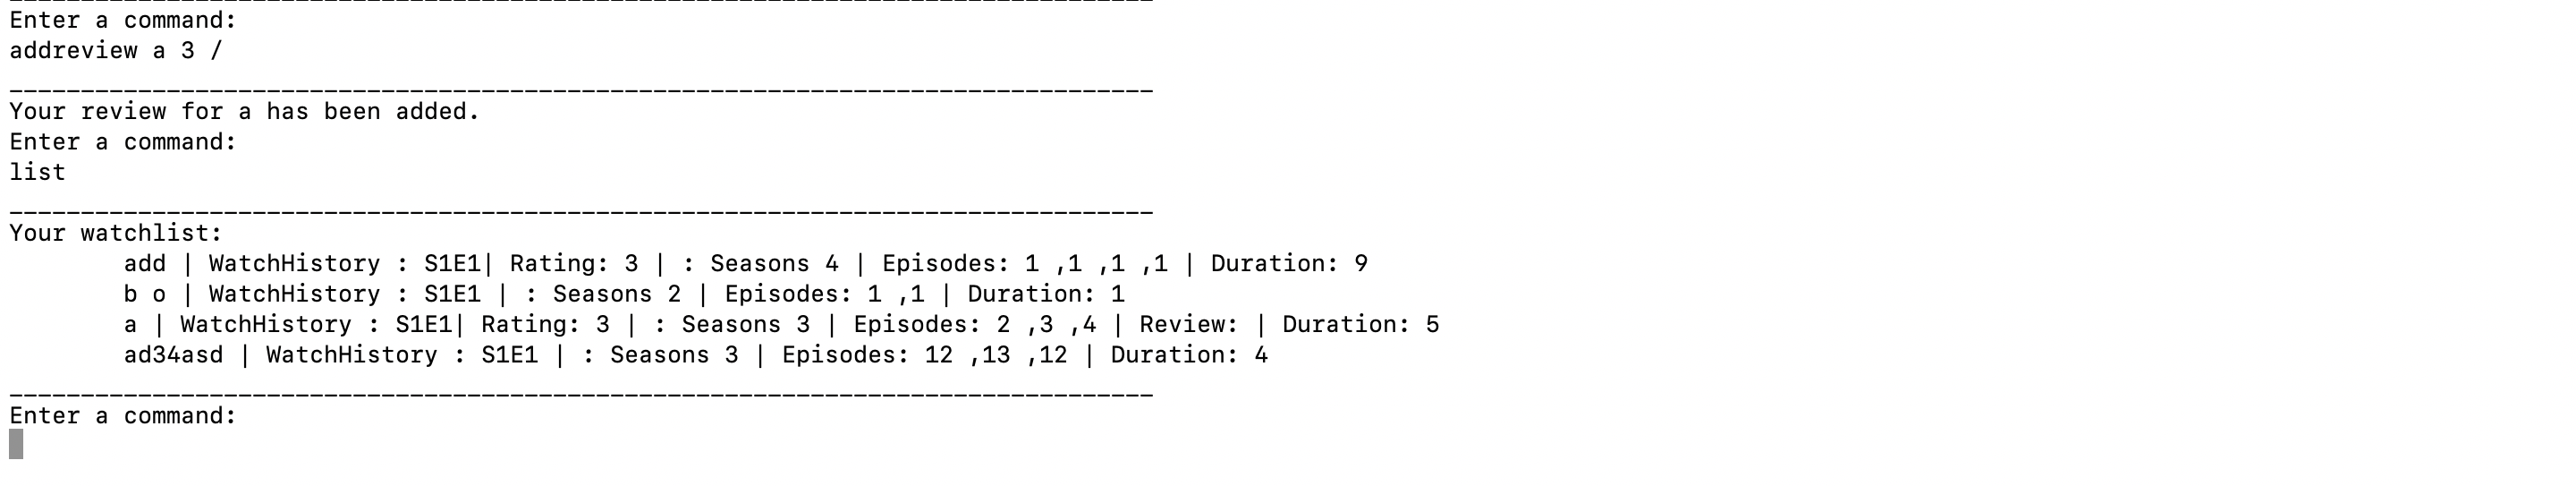 ________________________________________________________________________________
Enter a command:
addreview a 3 /
________________________________________________________________________________
Your review for a has been added.
Enter a command:
list
________________________________________________________________________________
Your watchlist:
        add | WatchHistory : S1E1| Rating: 3 | : Seasons 4 | Episodes: 1 ,1 ,1 ,1 | Duration: 9
        b o | WatchHistory : S1E1 | : Seasons 2 | Episodes: 1 ,1 | Duration: 1
        a | WatchHistory : S1E1| Rating: 3 | : Seasons 3 | Episodes: 2 ,3 ,4 | Review: | Duration: 5
        ad34asd | WatchHistory : S1E1 | : Seasons 3 | Episodes: 12 ,13 ,12 | Duration: 4
________________________________________________________________________________
Enter a command: